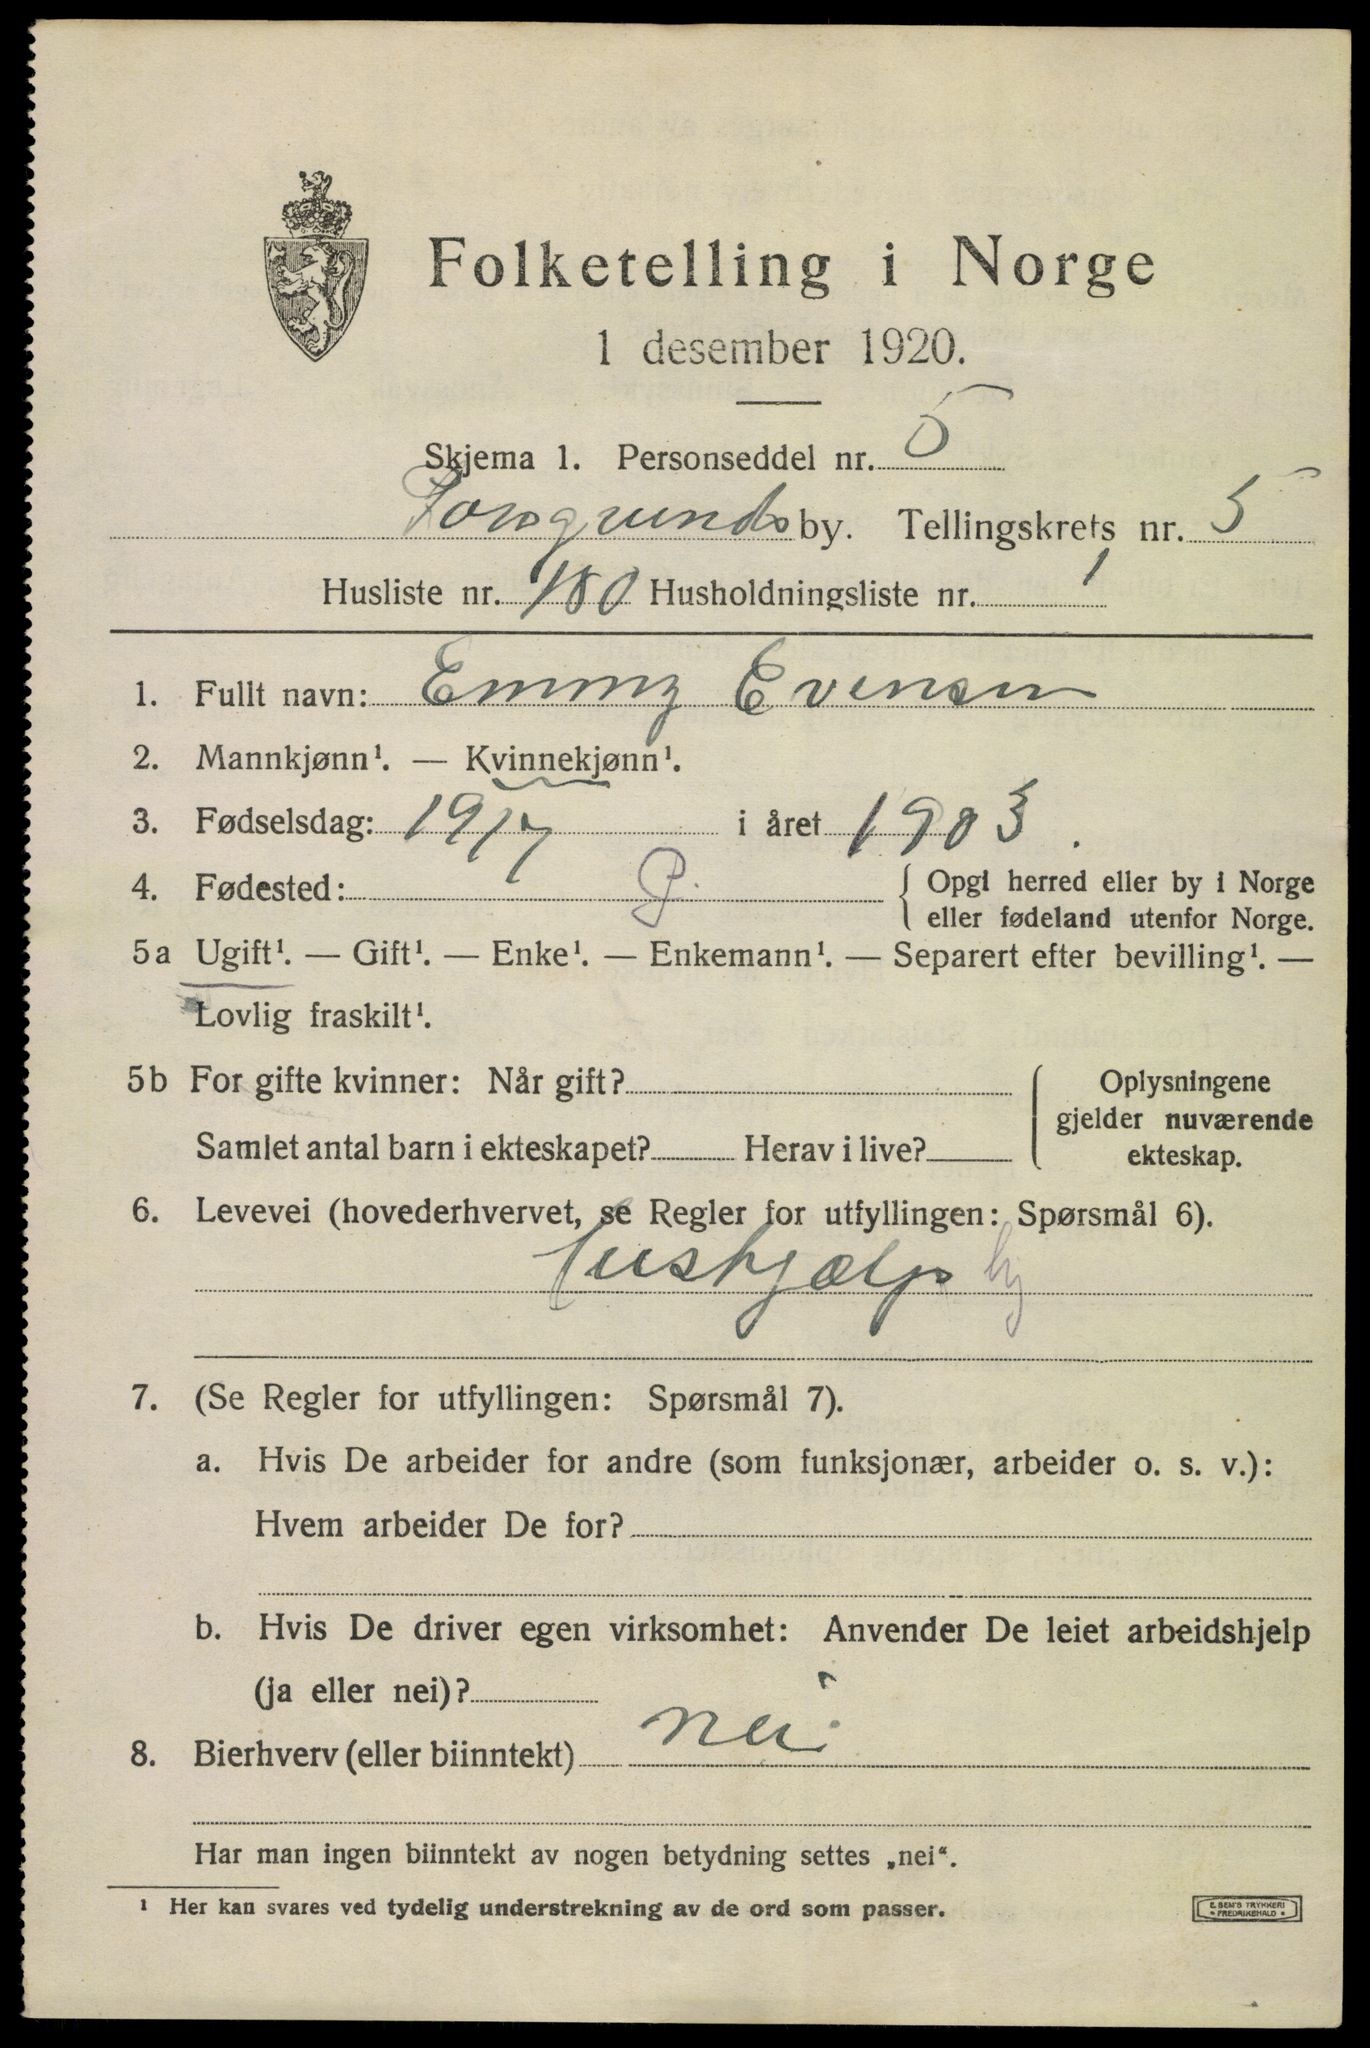 Folketelling i Norge
1 desember 1920.
Skjema 1. Personseddel nr. 5
Porsgrunds by. Tellingskrets nr. 5
Husliste nr. 180 Husholdningsliste nr. 1
1. Fullt navn: Emmy Evensen
2. Mannkjønn¹. — Kvinnekjønn¹.
3. Fødselsdag: 19/7 i året 1903.
4. Fødested: P. { Opgi herred eller by i Norge
eller fødeland utenfor Norge.
5a Ugift¹. — Gift¹. — Enke¹. — Enkemann¹. — Separert efter bevilling¹. —
Lovlig fraskilt¹.
5b For gifte kvinner: Når gift?
Samlet antal barn i ekteskapet? Herav i live?
Oplysningene
gjelder nuværende
ekteskap.
6. Levevei (hovederhvervet, se Regler for utfyllingen: Spørsmål 6).
hushjælp hj
7. (Se Regler for utfyllingen: Spørsmål 7).
a. Hvis De arbeider for andre (som funksjonær, arbeider o. s. v.):
Hvem arbeider De for?
b. Hvis De driver egen virksomhet: Anvender De leiet arbeidshjelp
(ja eller nei)?
8. Bierhverv (eller biinntekt) nei
Har man ingen biinntekt av nogen betydning settes „nei“.
¹ Her kan svares ved tydelig understrekning av de ord som passer.
E. SEM'S TRYKKERI
* FREDRIKSHALD *